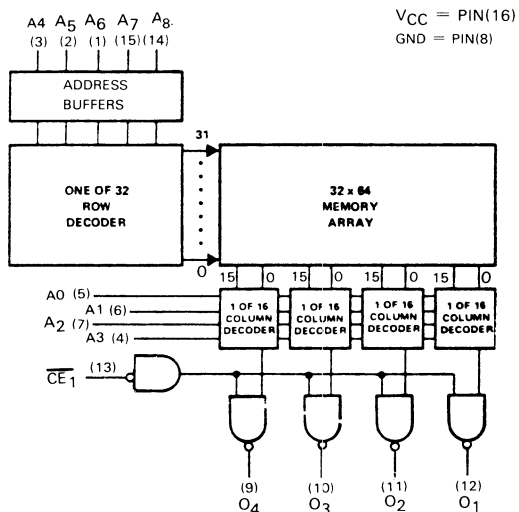 A4 A5 A6 A7 A8
(3) (2) (1) (15) (14)
VCC = PIN(16)
GND = PIN(8)
ADDRESS
BUFFERS
ONE OF 32
ROW
DECODER
31
0
32 x 64
MEMORY
ARRAY
15 0 15 0 15 0 15 0
A0 (5)
A1 (6)
A2 (7)
A3 (4)
1 OF 16
COLUMN
DECODER
1 OF 16
COLUMN
DECODER
1 OF 16
COLUMN
DECODER
1 OF 16
COLUMN
DECODER
CE1 (13)
(9) (10) (11) (12)
O4 O3 O2 O1